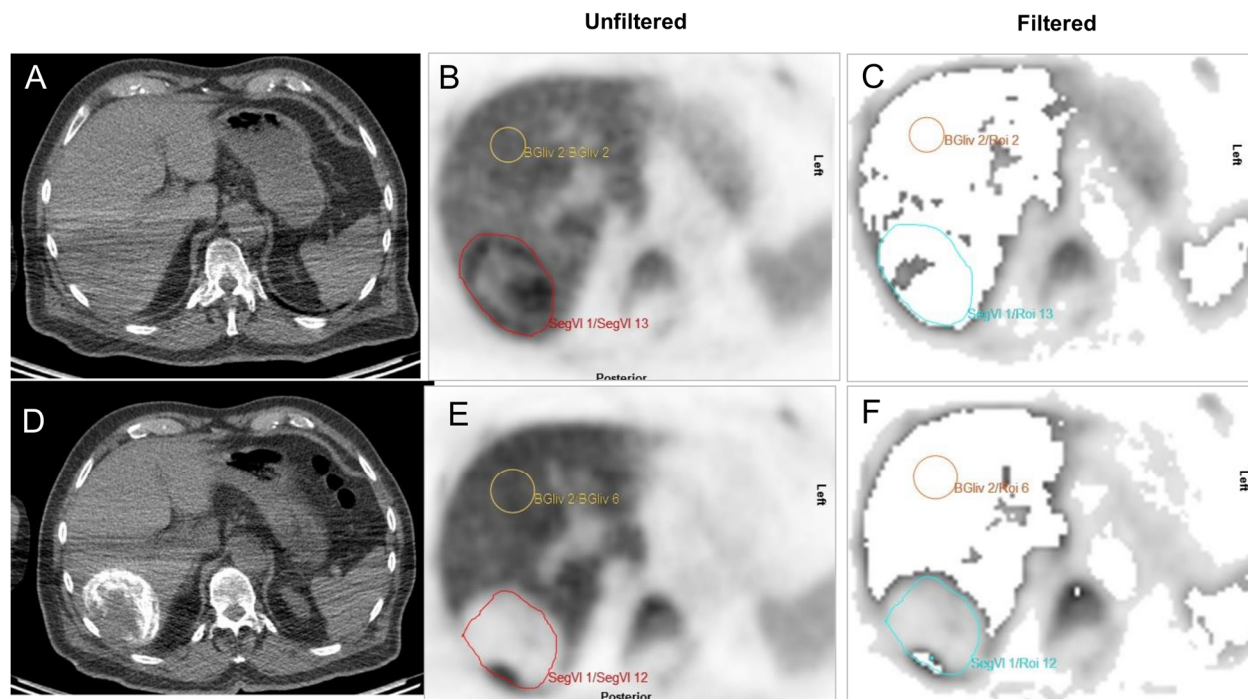 Unfiltered
Filtered
A
B
BGliv 2 BGliv 2
Left
SegVI 1/SegVI 13
Posterior
C
BGliv 2/Roi 2
Left
SegVI 1/Roi 13
D
E
BGliv 2 BGliv 6
Left
SegVI 1/SegVI 12
Posterior
F
BGliv 2/Roi 6
Left
SegVI 1/Roi 12